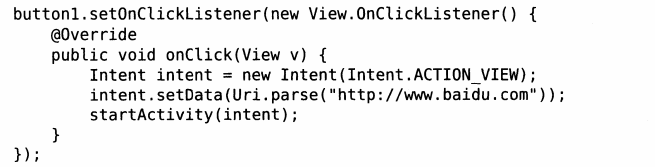 button1.setOnClickListener(new View.OnClickListener() {
    @Override
    public void onClick(View v) {
        Intent intent = new Intent(Intent.ACTION_VIEW);
        intent.setData(Uri.parse("http://www.baidu.com"));
        startActivity(intent);
    }
});